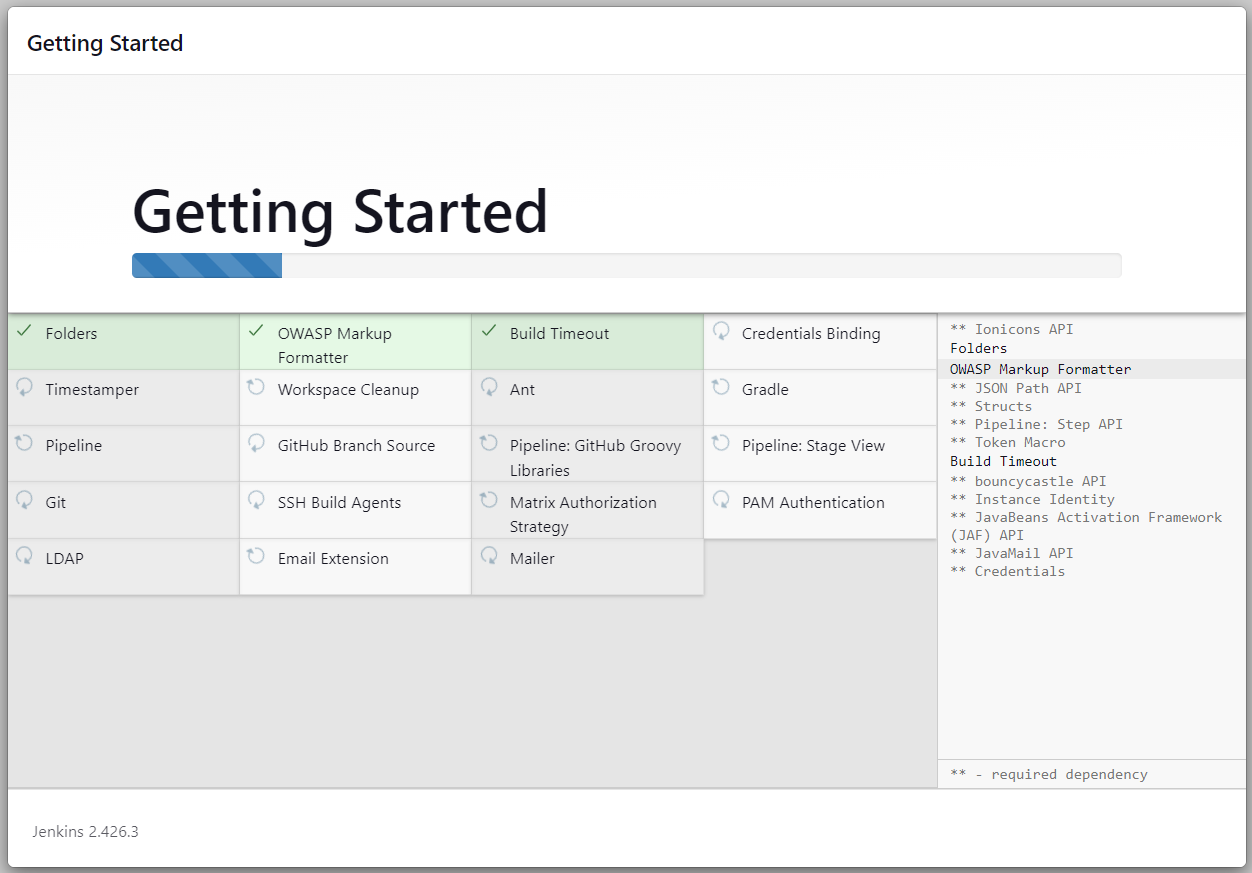 Getting Started
Getting Started
Folders
OWASP Markup
Formatter
Build Timeout
Credentials Binding
Timestamper
Workspace Cleanup
Ant
Gradle
Pipeline
GitHub Branch Source
Pipeline: GitHub Groovy
Libraries
Pipeline: Stage View
Git
SSH Build Agents
Matrix Authorization
Strategy
PAM Authentication
LDAP
Email Extension
Mailer
** Ionicons API
Folders
OWASP Markup Formatter
** JSON Path API
** Structs
** Pipeline: Step API
** Token Macro
Build Timeout
** bouncycastle API
** Instance Identity
** JavaBeans Activation Framework
(JAF) API
** JavaMail API
** Credentials
** - required dependency
Jenkins 2.426.3